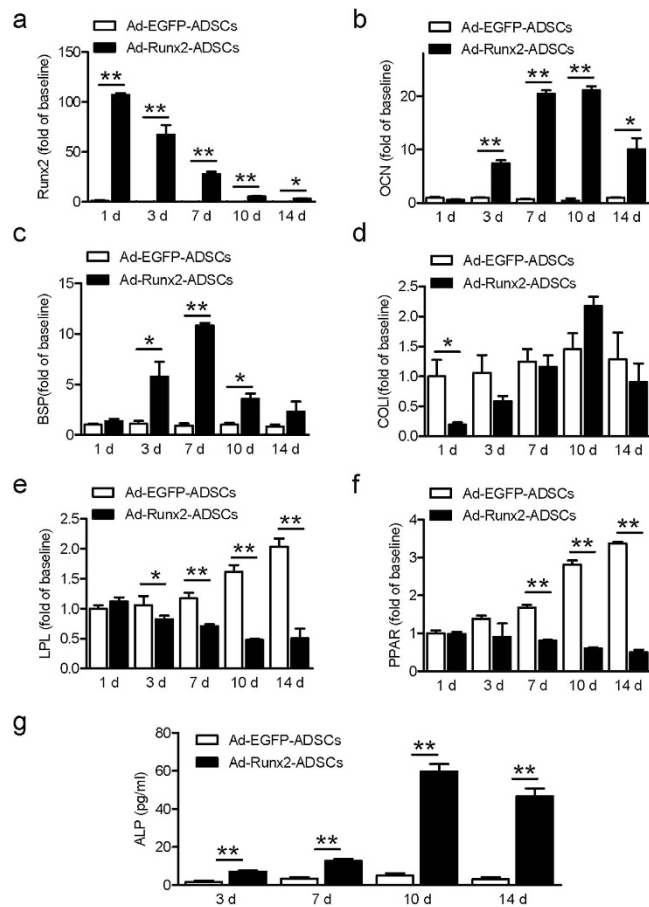 a
Ad-EGFP-ADSCs
Ad-Runx2-ADSCs
Runx2 (fold of baseline)
150
100
50
0
** ** ** ** *
1 d 3 d 7 d 10 d 14 d
b
Ad-EGFP-ADSCs
Ad-Runx2-ADSCs
OCN (fold of baseline)
20
10
0
** ** ** *
1 d 3 d 7 d 10 d 14 d
c
Ad-EGFP-ADSCs
Ad-Runx2-ADSCs
BSP(fold of baseline)
15
10
5
0
* ** *
1 d 3 d 7 d 10 d 14 d
d
Ad-EGFP-ADSCs
Ad-Runx2-ADSCs
COLI(fold of baseline)
2.5
2.0
1.5
1.0
0.5
0.0
*
1 d 3 d 7 d 10 d 14 d
e
Ad-EGFP-ADSCs
Ad-Runx2-ADSCs
LPL (fold of baseline)
2.5
2.0
1.5
1.0
0.5
0.0
* ** ** **
1 d 3 d 7 d 10 d 14 d
f
Ad-EGFP-ADSCs
Ad-Runx2-ADSCs
PPAR (fold of baseline)
4
2
0
** ** **
1 d 3 d 7 d 10 d 14 d
g
Ad-EGFP-ADSCs
Ad-Runx2-ADSCs
ALP (pg/ml)
80
60
40
20
0
** ** ** **
3 d 7 d 10 d 14 d